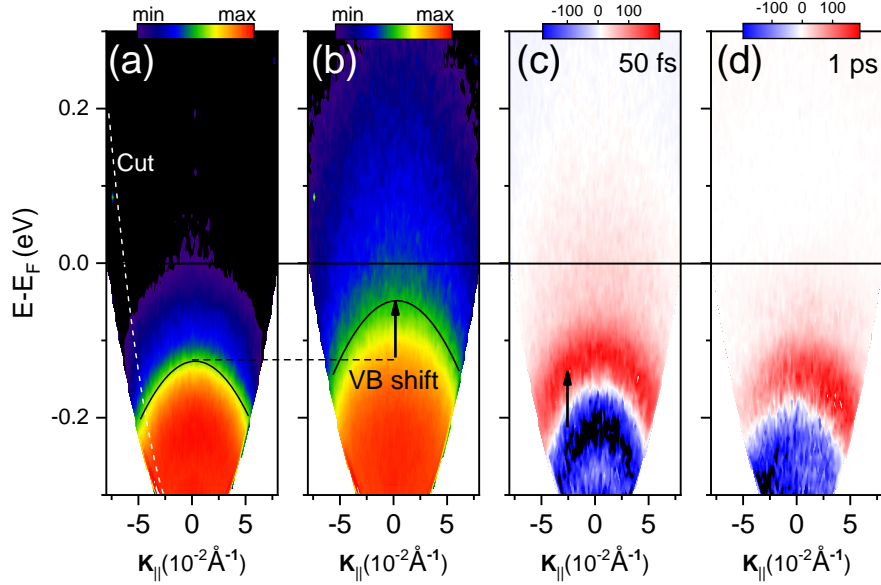 min max min max -100 0 100 -100 0 100
(a) (b) (c) 50 fs (d) 1 ps
0.2
Cut
0.0
E-E_F (eV)
VB shift
-0.2
-5 0 5 -5 0 5 -5 0 5 -5 0 5
K_||(10^-2Å^-1) K_||(10^-2Å^-1) K_||(10^-2Å^-1) K_||(10^-2Å^-1)